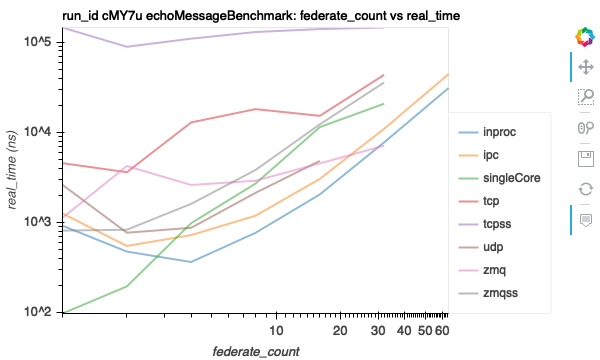 run_id cMY7u echoMessageBenchmark: federate_count vs real_time
10^5
10^4
10^3
10^2
real_time (ns)
10 20 30 40 50 60
federate_count
inproc
ipc
singleCore
tcp
tcpss
udp
zmq
zmqss